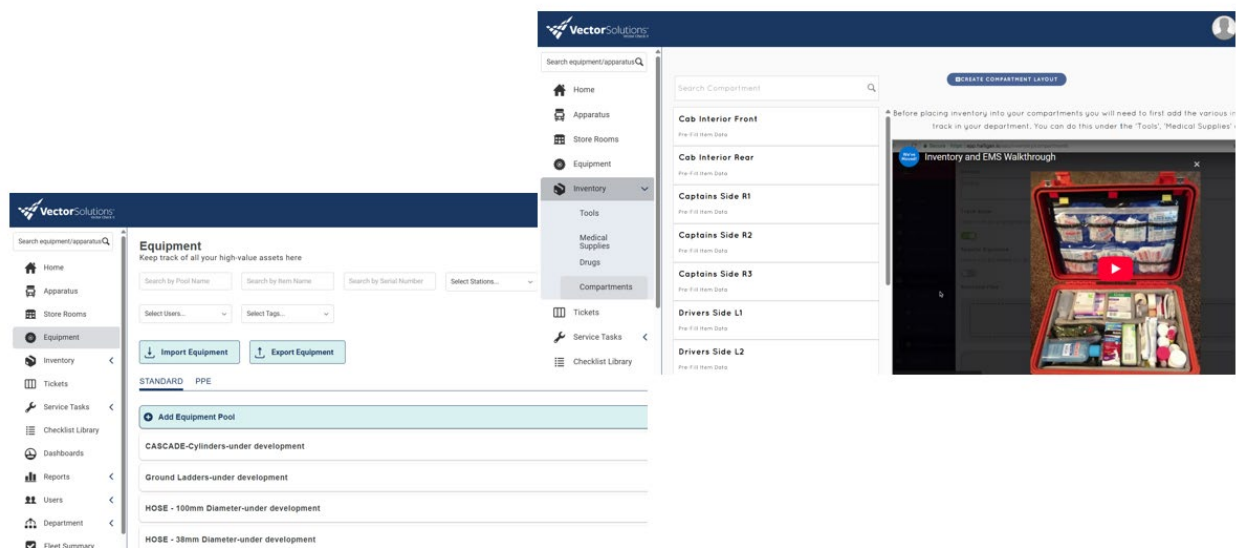 VectorSolutions
Vector Check It
Search equipment/apparatus
Home
Apparatus
Store Rooms
Equipment
Inventory
Tools
Medical
Supplies
Drugs
Compartments
Tickets
Service Tasks
Checklist Library
Search Compartment
Cab Interior Front
Pre-Fill Item Data
Cab Interior Rear
Pre-Fill Item Data
Captains Side R1
Pre-Fill Item Data
Captains Side R2
Pre-Fill Item Data
Captains Side R3
Pre-Fill Item Data
Drivers Side L1
Pre-Fill Item Data
Drivers Side L2
Pre-Fill Item Data
CREATE COMPARTMENT LAYOUT
Before placing inventory into your compartments you will need to first add the various
track in your department. You can do this under the 'Tools', 'Medical Supplies'
Inventory and EMS Walkthrough
VectorSolutions
Vector Check It
Search equipment/apparatus
Home
Apparatus
Store Rooms
Equipment
Inventory
Tickets
Service Tasks
Checklist Library
Dashboards
Reports
Users
Department
Fleet Summary
Equipment
Keep track of all your high-value assets here
Search by Pool Name
Search by Item Name
Search by Serial Number
Select Stations...
Select Users...
Select Tags...
Import Equipment
Export Equipment
STANDARD PPE
Add Equipment Pool
CASCADE-Cylinders-under development
Ground Ladders-under development
HOSE - 100mm Diameter-under development
HOSE - 38mm Diameter-under development